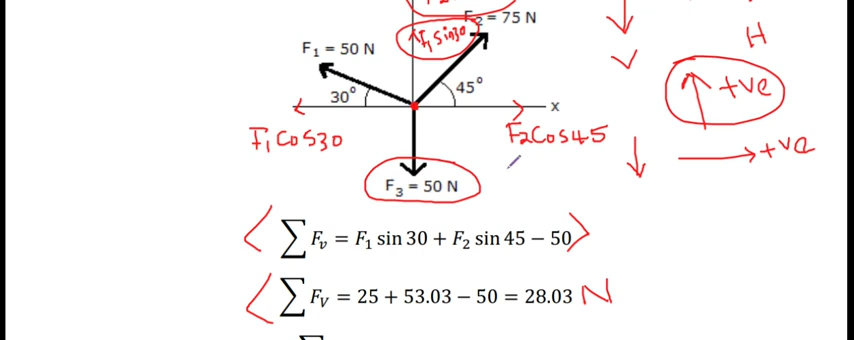 F₂ = 75 N
F₁ sin30
F₁ = 50 N
H
V
+ve
30°
45°
x
F₁ Cos30
F₂Cos45
→ +ve
F₃ = 50 N
∑ Fᵥ = F₁ sin 30 + F₂ sin 45 − 50
∑ F_V = 25 + 53.03 − 50 = 28.03 N